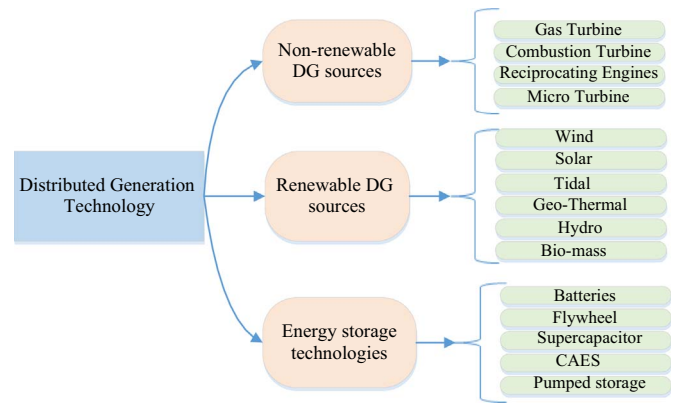 Distributed Generation
Technology
Non-renewable
DG sources
Gas Turbine
Combustion Turbine
Reciprocating Engines
Micro Turbine
Renewable DG
sources
Wind
Solar
Tidal
Geo-Thermal
Hydro
Bio-mass
Energy storage
technologies
Batteries
Flywheel
Supercapacitor
CAES
Pumped storage